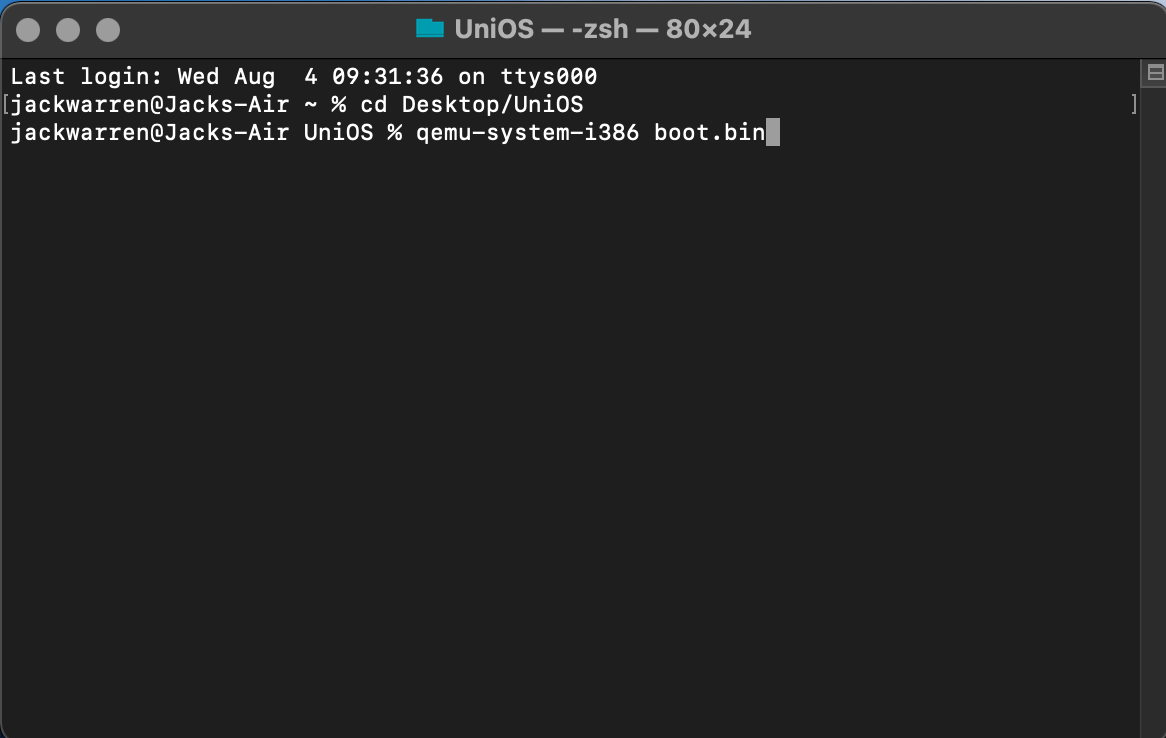 UniOS — -zsh — 80×24
Last login: Wed Aug  4 09:31:36 on ttys000
[jackwarren@Jacks-Air ~ % cd Desktop/UniOS ]
jackwarren@Jacks-Air UniOS % qemu-system-i386 boot.bin